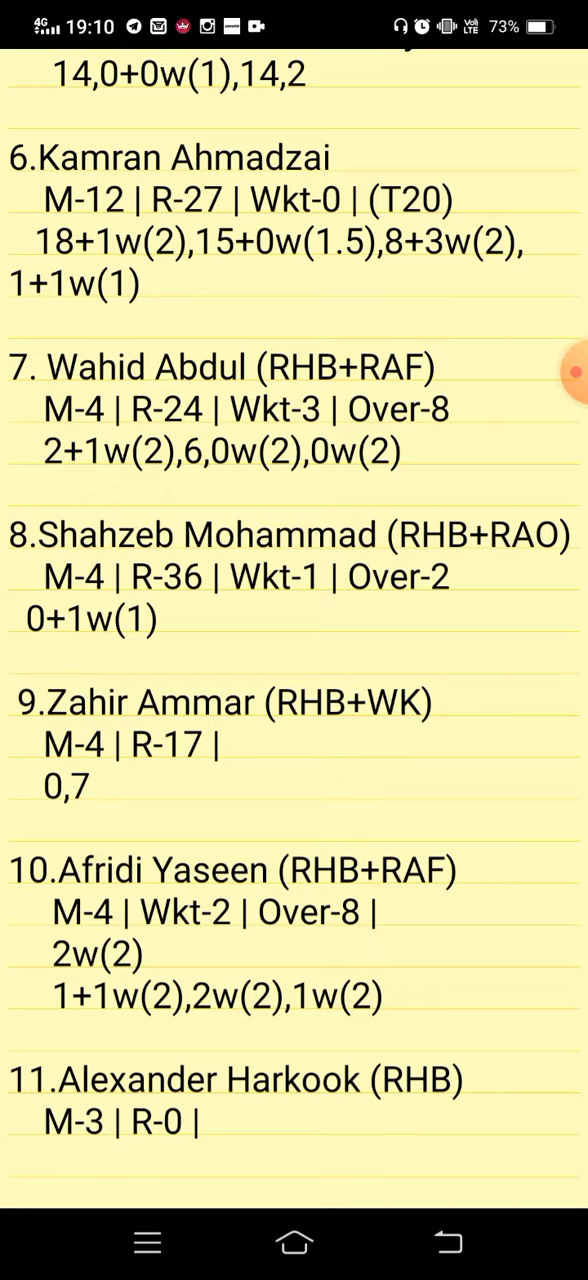 4G 19:10 Vol) LTE 73%
14,0+0w(1),14,2
6.Kamran Ahmadzai
M-12 | R-27 | Wkt-0 | (T20)
18+1w(2),15+0w(1.5),8+3w(2),
1+1w(1)
7. Wahid Abdul (RHB+RAF)
M-4 | R-24 | Wkt-3 | Over-8
2+1w(2),6,0w(2),0w(2)
8.Shahzeb Mohammad (RHB+RAO)
M-4 | R-36 | Wkt-1 | Over-2
0+1w(1)
9.Zahir Ammar (RHB+WK)
M-4 | R-17 |
0,7
10.Afridi Yaseen (RHB+RAF)
M-4 | Wkt-2 | Over-8 |
2w(2)
1+1w(2),2w(2),1w(2)
11.Alexander Harkook (RHB)
M-3 | R-0 |